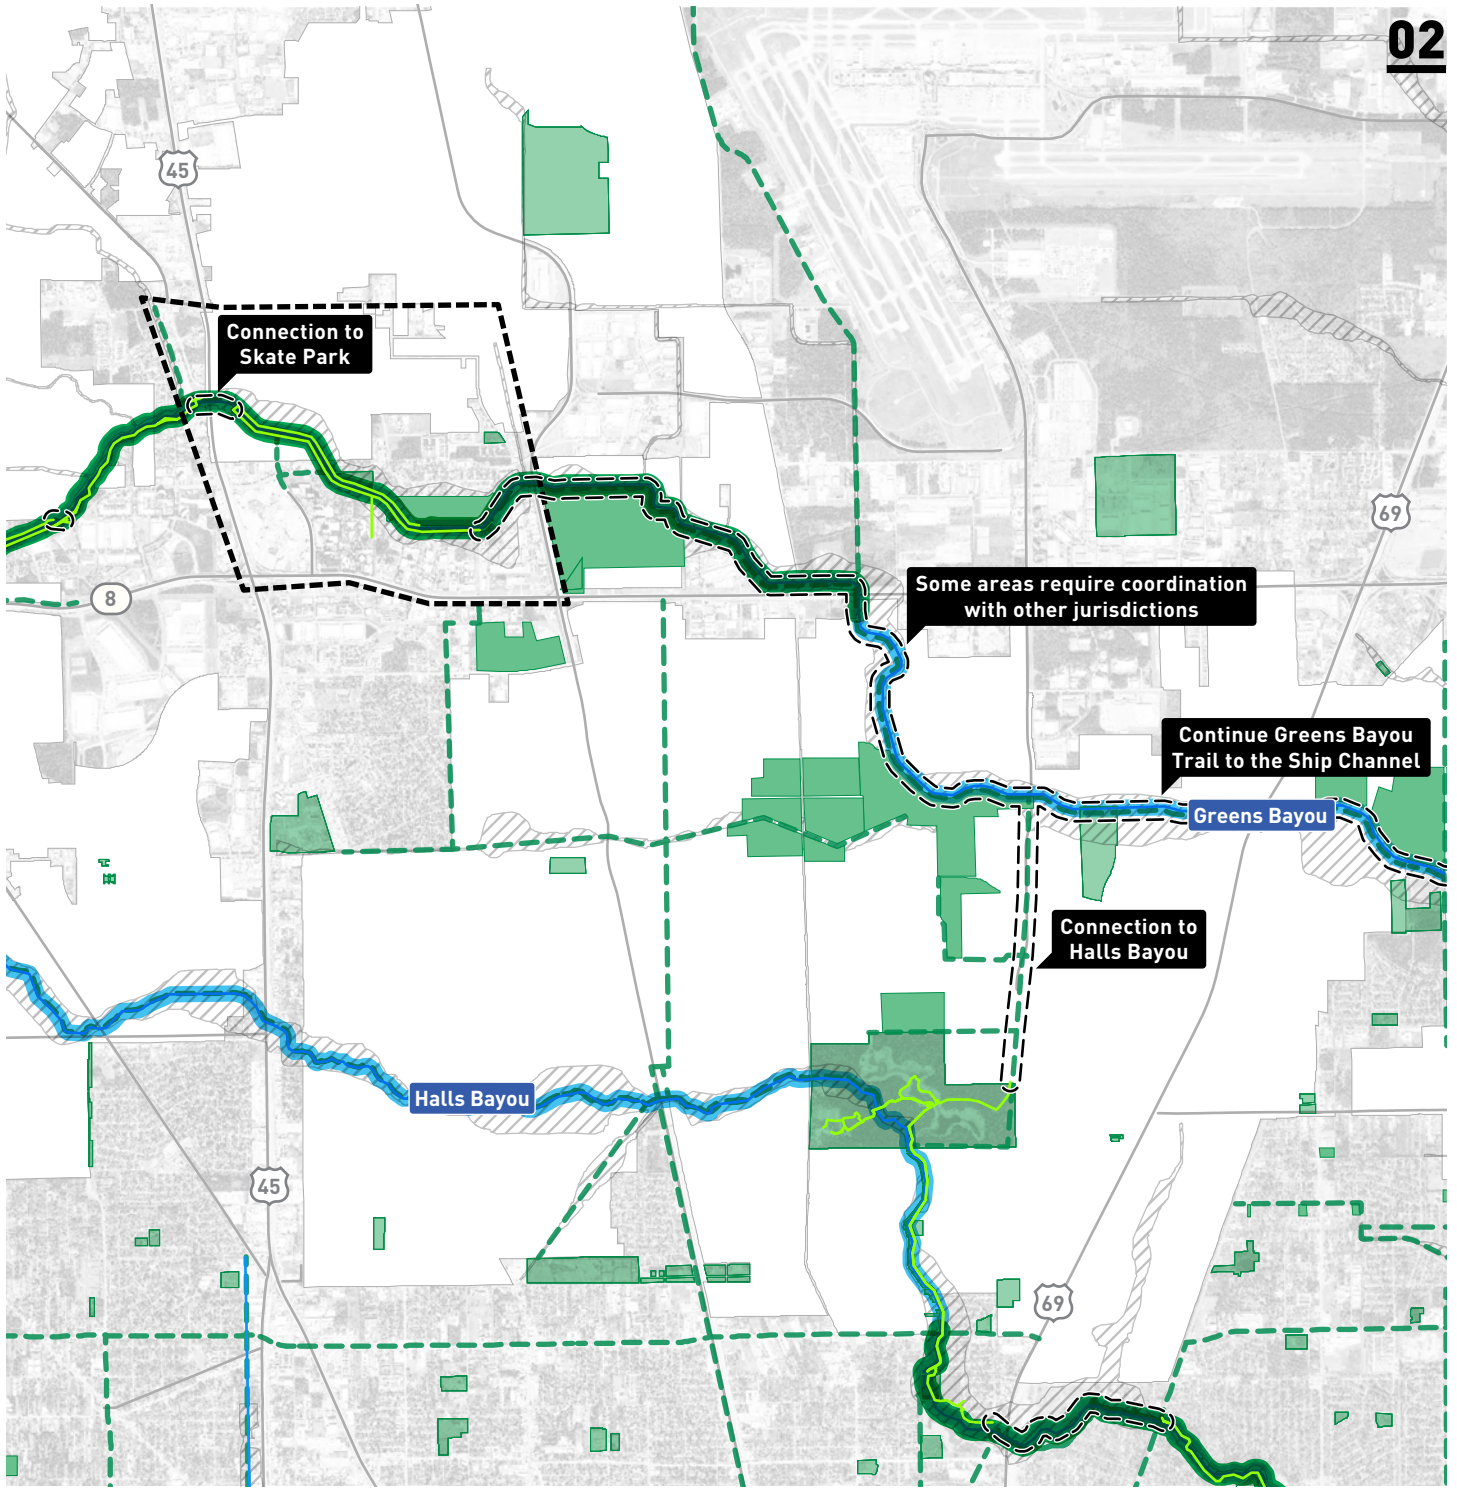 02
45
Connection to
Skate Park
69
8
Some areas require coordination
with other jurisdictions
Continue Greens Bayou
Trail to the Ship Channel
Greens Bayou
Connection to
Halls Bayou
Halls Bayou
45
69